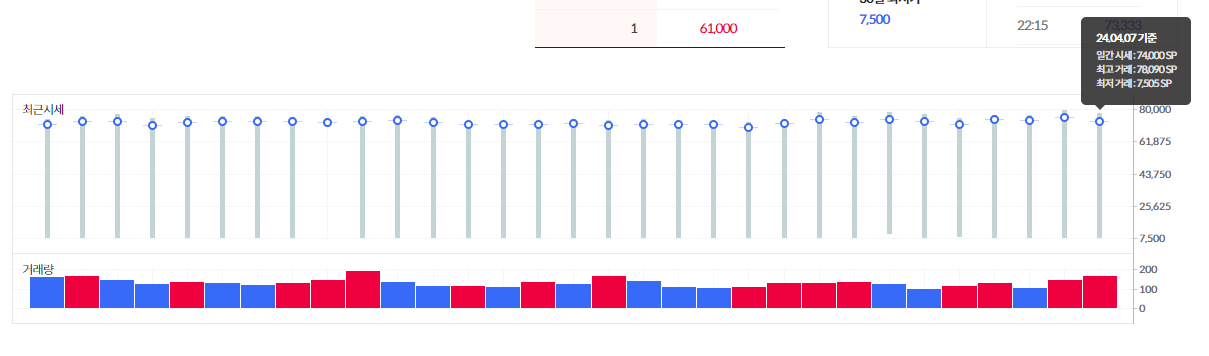 7,500
1 61,000
22:15 73,333
24.04.07 기준
일간 시세 : 74,000 SP
최고 거래 : 78,090 SP
최저 거래 : 7,505 SP
최근시세
80,000
61,875
43,750
25,625
7,500
거래량
200
100
0